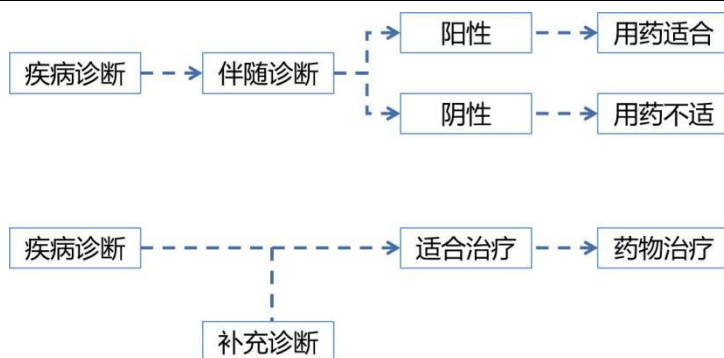 阳性
用药适合
疾病诊断
伴随诊断
阴性
用药不适
疾病诊断
适合治疗
药物治疗
补充诊断